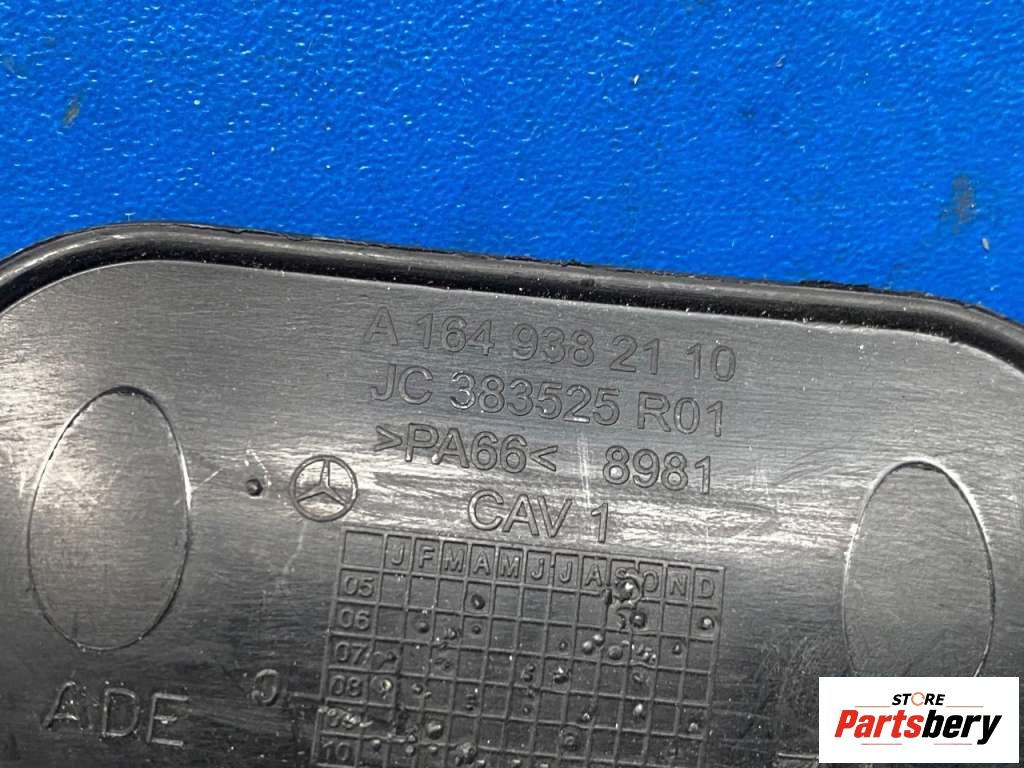 A 164 938 21 10
JC 383525 R01
>PA66< 8981
CAV 1
J F M A M J J A S O N D
05
06
07
08
10
ADE
STORE
Partsbery